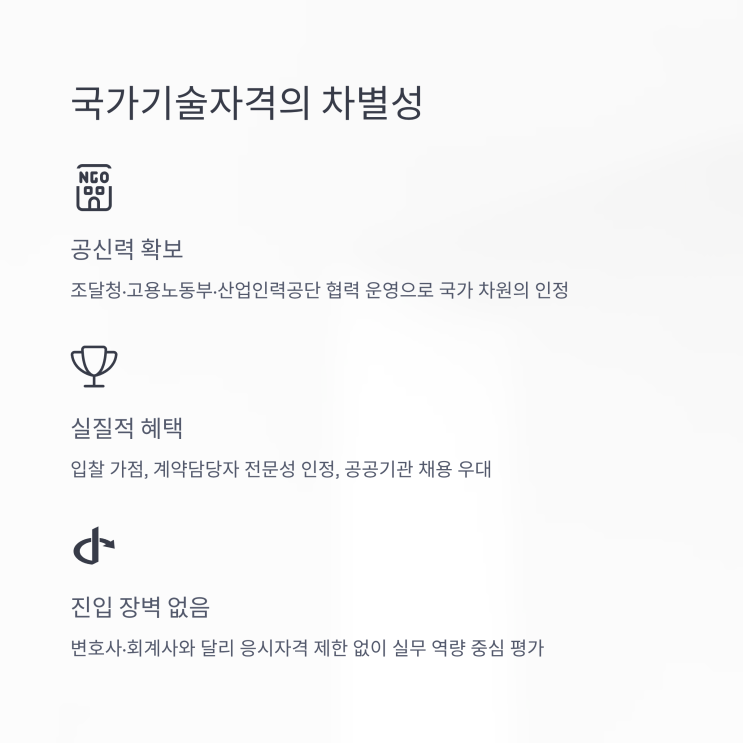 국가기술자격의 차별성
NGO
공신력 확보
조달청·고용노동부·산업인력공단 협력 운영으로 국가 차원의 인정
실질적 혜택
입찰 가점, 계약담당자 전문성 인정, 공공기관 채용 우대
진입 장벽 없음
변호사·회계사와 달리 응시자격 제한 없이 실무 역량 중심 평가